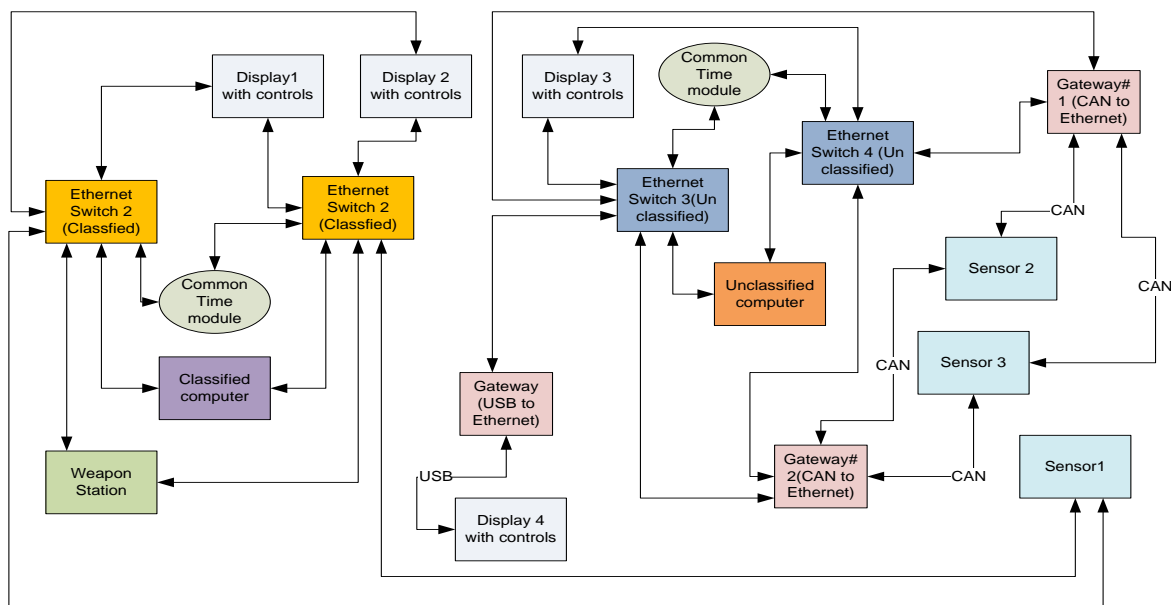 Display1
with controls
Display 2
with controls
Display 3
with controls
Common
Time
module
Gateway#
1 (CAN to
Ethernet)
Ethernet
Switch 4 (Un
classified)
Ethernet
Switch 2
(Classified)
Ethernet
Switch 2
(Classfied)
Ethernet
Switch 3(Un
classified)
CAN
Sensor 2
CAN
Common
Time
module
Unclassified
computer
Sensor 3
CAN
Classified
computer
Gateway
(USB to
Ethernet)
Weapon
Station
USB
Gateway#
2(CAN to
Ethernet)
CAN
Sensor1
Display 4
with controls